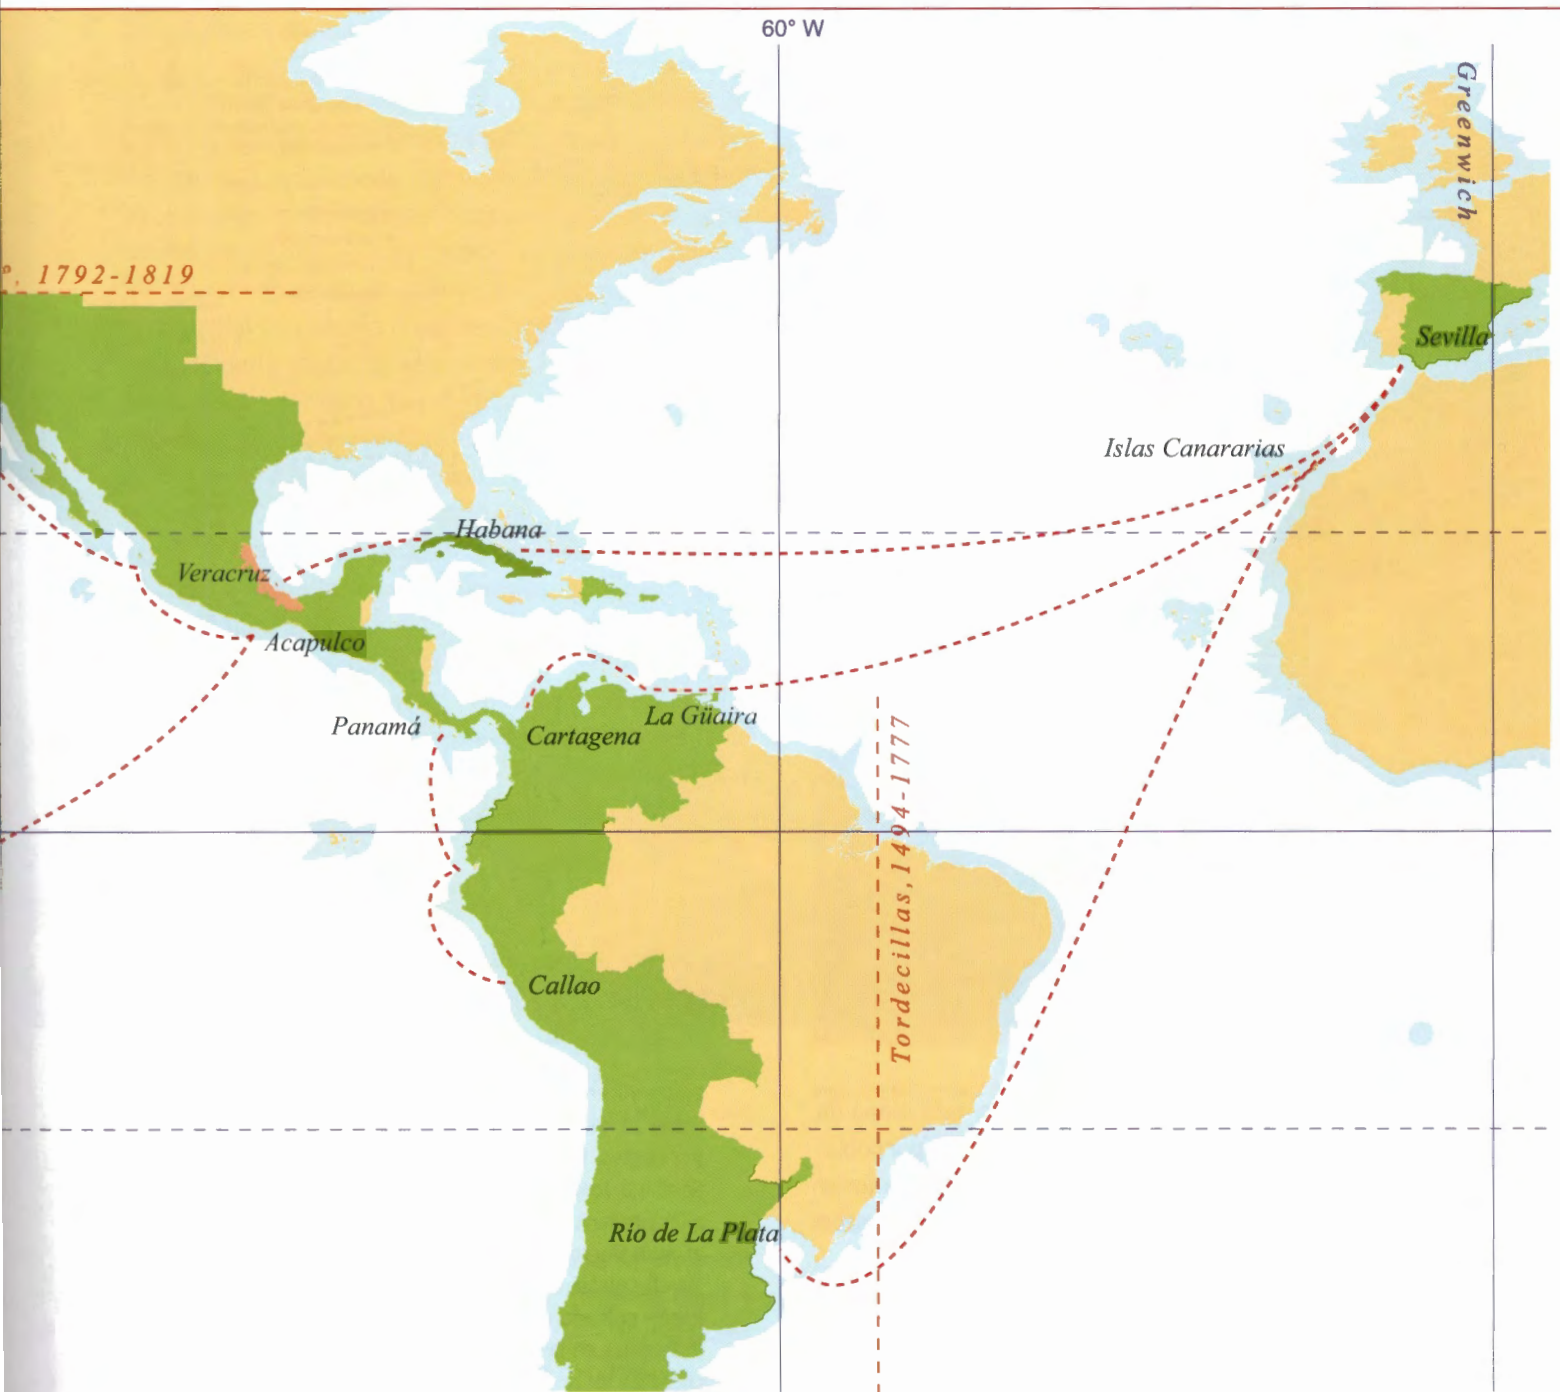 60° W
Greenwich
°, 1792-1819
Sevilla
Islas Canararias
Habana
Veracruz
Acapulco
Panamá
La Güaira
Cartagena
Tordecillas, 1494-1777
Callao
Río de La Plata